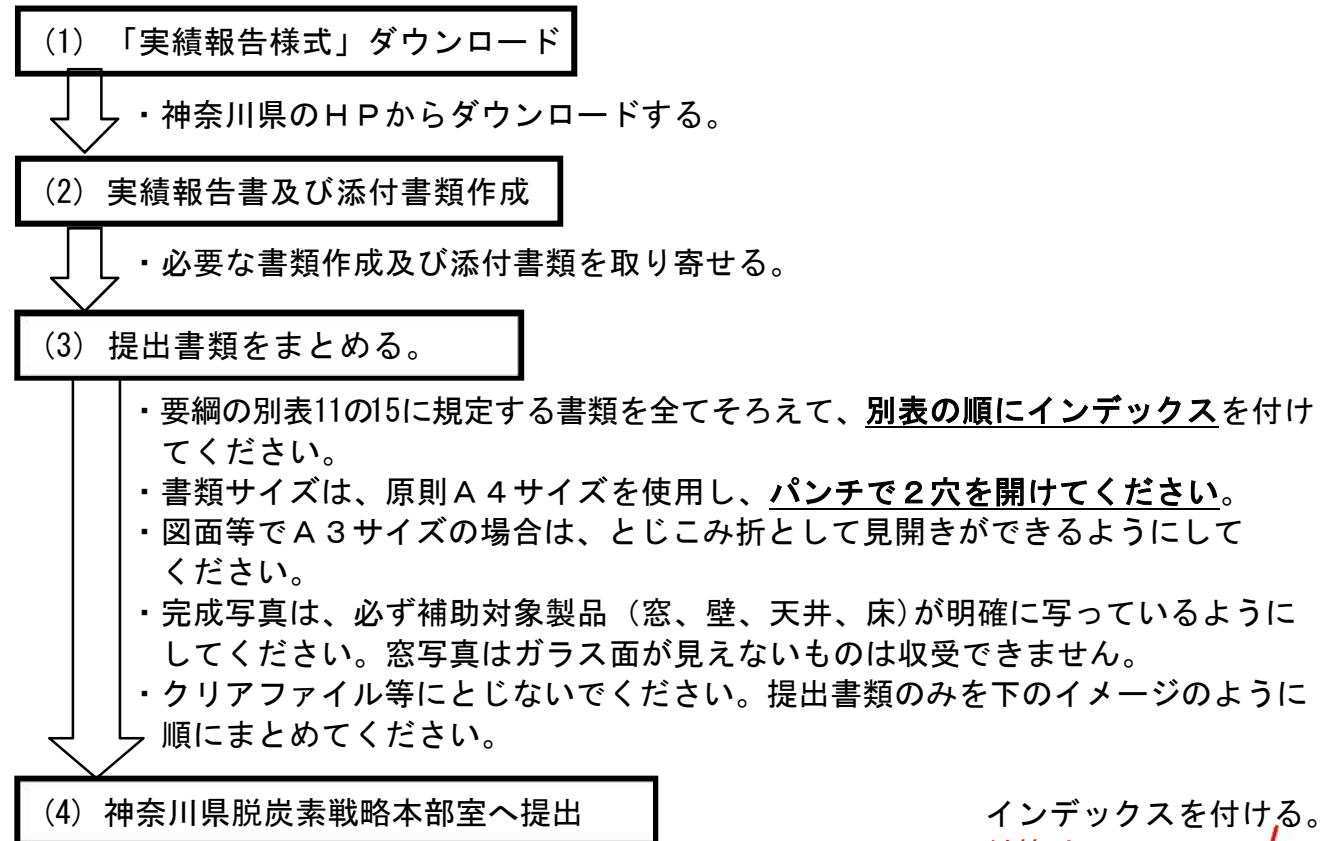 (1) 「実績報告様式」ダウンロード
・神奈川県のＨＰからダウンロードする。
(2) 実績報告書及び添付書類作成
・必要な書類作成及び添付書類を取り寄せる。
(3) 提出書類をまとめる。
・要綱の別表11の15に規定する書類を全てそろえて、別表の順にインデックスを付け
てください。
・書類サイズは、原則Ａ４サイズを使用し、パンチで２穴を開けてください。
・図面等でＡ３サイズの場合は、とじこみ折として見開きができるようにして
ください。
・完成写真は、必ず補助対象製品（窓、壁、天井、床)が明確に写っているように
してください。窓写真はガラス面が見えないものは収受できません。
・クリアファイル等にとじないでください。提出書類のみを下のイメージのように
順にまとめてください。
(4) 神奈川県脱炭素戦略本部室へ提出
インデックスを付ける。